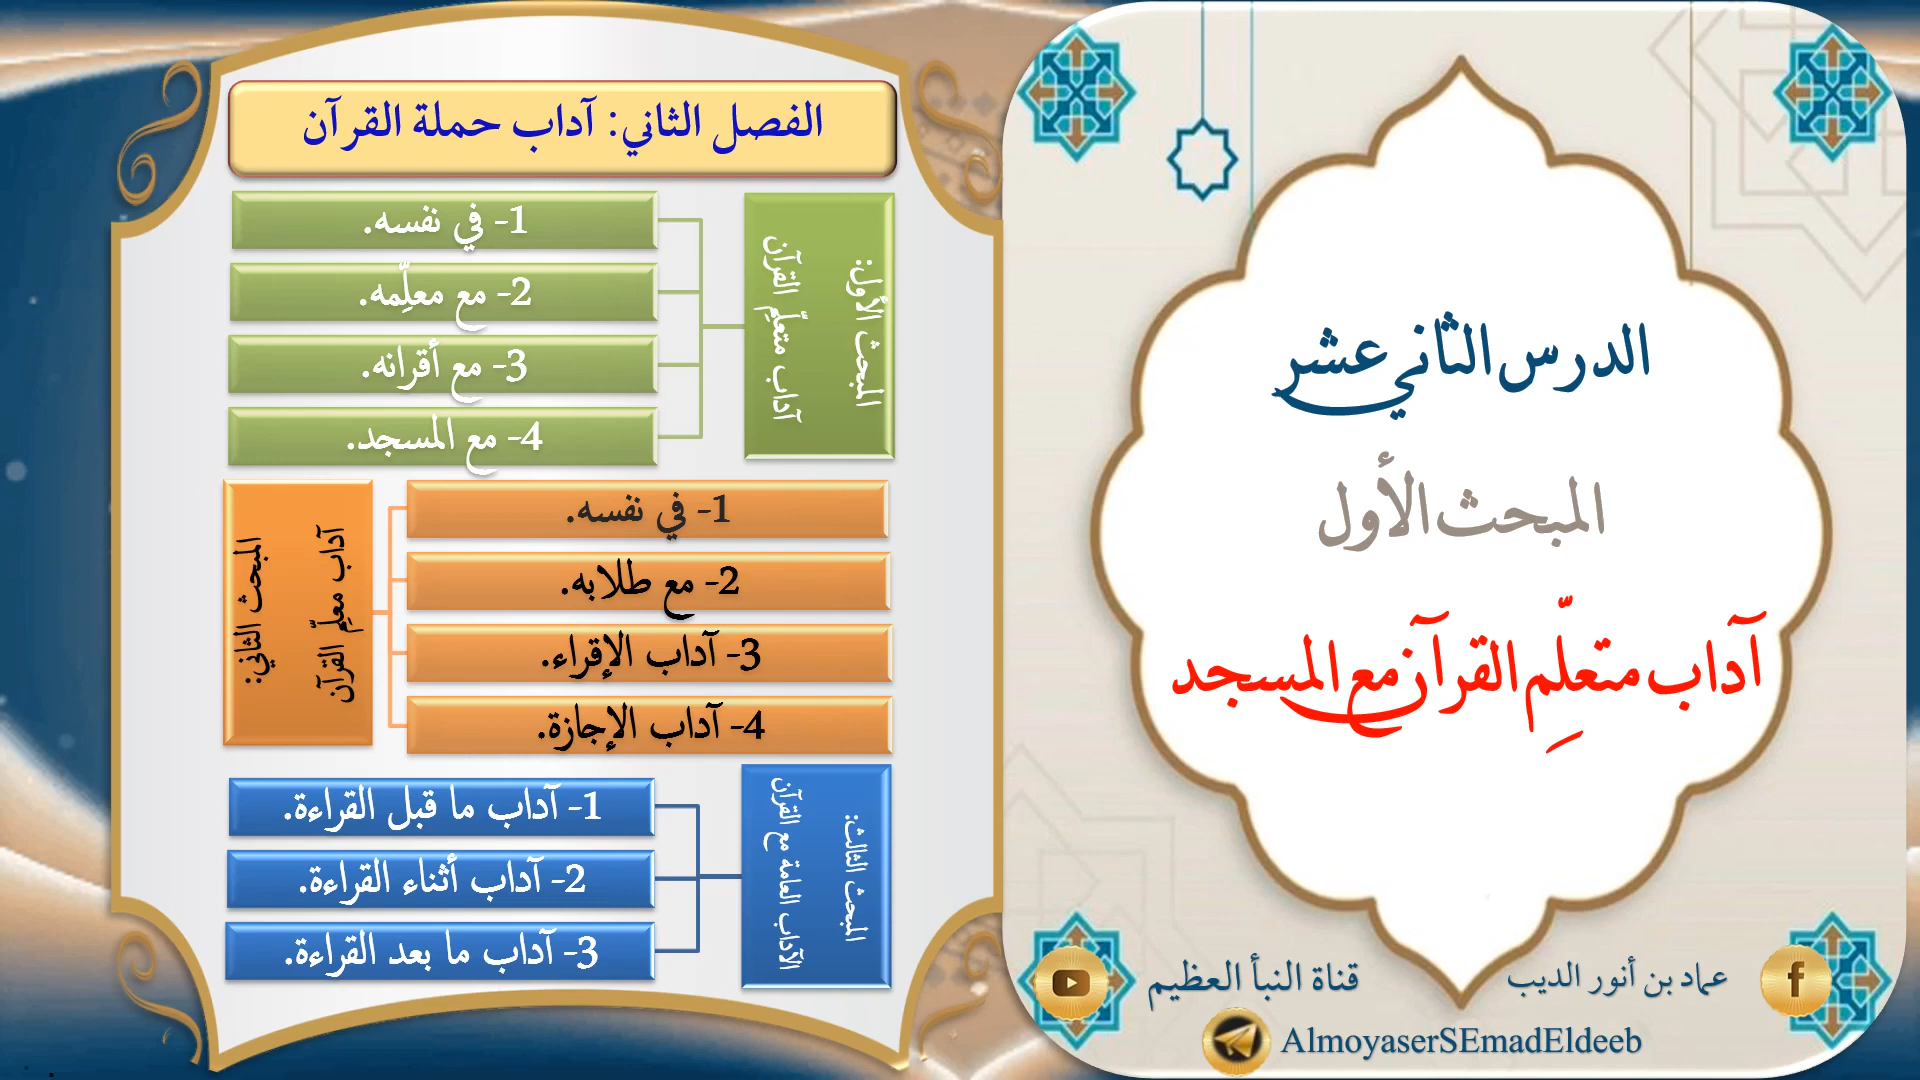 الدرس الثاني عشر
المبحث الأول
آداب متعلِّمِ القرآن مع المسجد
عماد بن أنور الديب
قناة النبأ العظيم
AlmoyaserSEmadEldeeb
الفصل الثاني: آداب حملة القرآن
المبحث الأول:
آداب متعلِّم القرآن
1- في نفسه.
2- مع معلِّمِه.
3- مع أقرانه.
4- مع المسجد.
المبحث الثاني:
آداب معلِّم القرآن
1- في نفسه.
2- مع طلابه.
3- آداب الإقراء.
4- آداب الإجازة.
المبحث الثالث:
الآداب العامة مع القرآن
1- آداب ما قبل القراءة.
2- آداب أثناء القراءة.
3- آداب ما بعد القراءة.